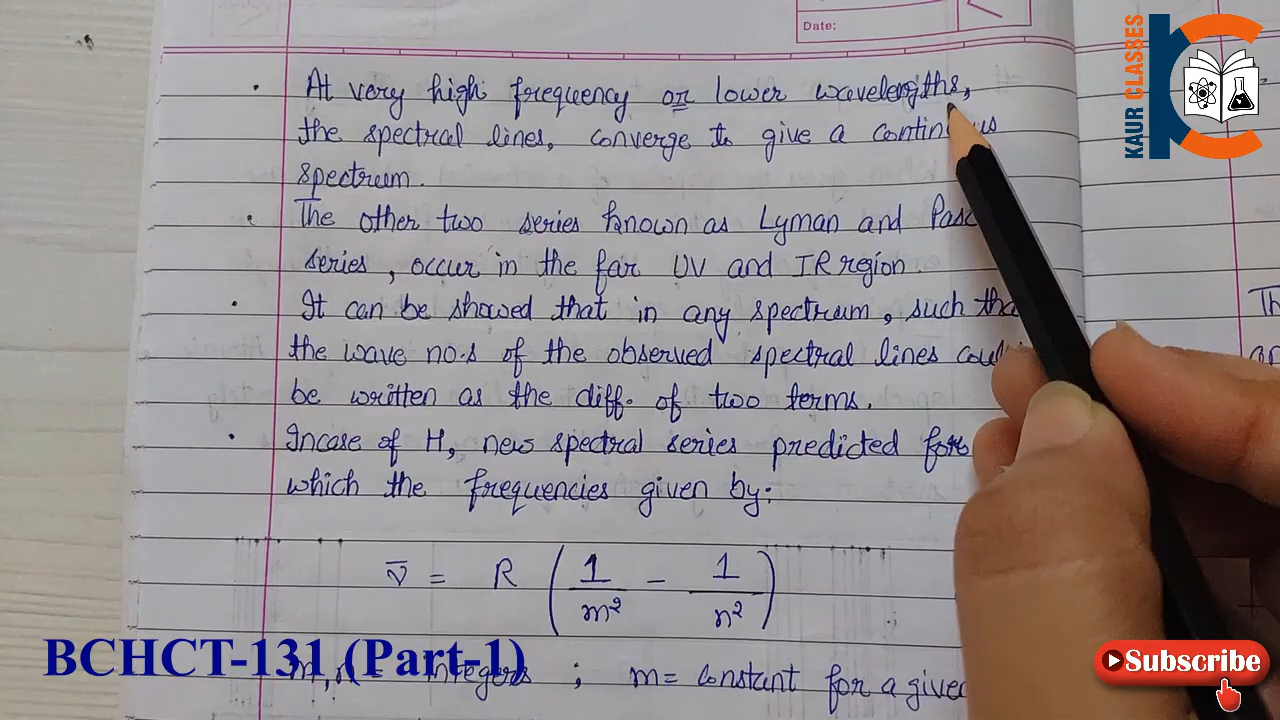 Date:
KAUR CLASSES
At very high frequency or lower wavelengths,
the spectral lines, converge to give a continuous
spectrum.
The other two series known as Lyman and
series, occur in the far UV and IR region.
It can be showed that in any spectrum, such
the wave no.s of the observed spectral lines
be written as the diff. of two terms.
Incase of H, new spectral series predicted for
which the frequencies given by:
ν̅ = R (1/m² - 1/n²)
BCHCT-131 (Part-1)
integers ; m = constant for a given
Subscribe